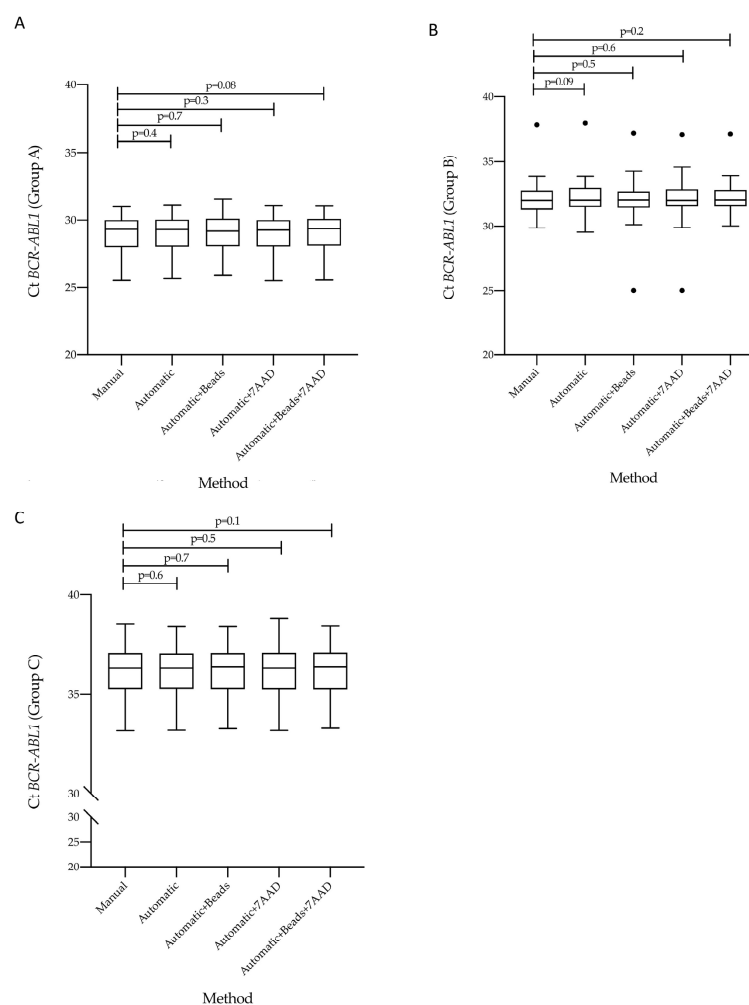 A
p=0.08
p=0.3
p=0.7
p=0.4
40
35
30
25
20
Ct BCR-ABL1 (Group A)
Manual
Automatic
Automatic+Beads
Automatic+7AAD
Automatic+Beads+7AAD
Method
B
p=0.2
p=0.6
p=0.5
p=0.09
40
35
30
25
20
Ct BCR-ABL1 (Group B)
Manual
Automatic
Automatic+Beads
Automatic+7AAD
Automatic+Beads+7AAD
Method
C
p=0.1
p=0.5
p=0.7
p=0.6
40
35
30
30
25
20
Ct BCR-ABL1 (Group C)
Manual
Automatic
Automatic+Beads
Automatic+7AAD
Automatic+Beads+7AAD
Method